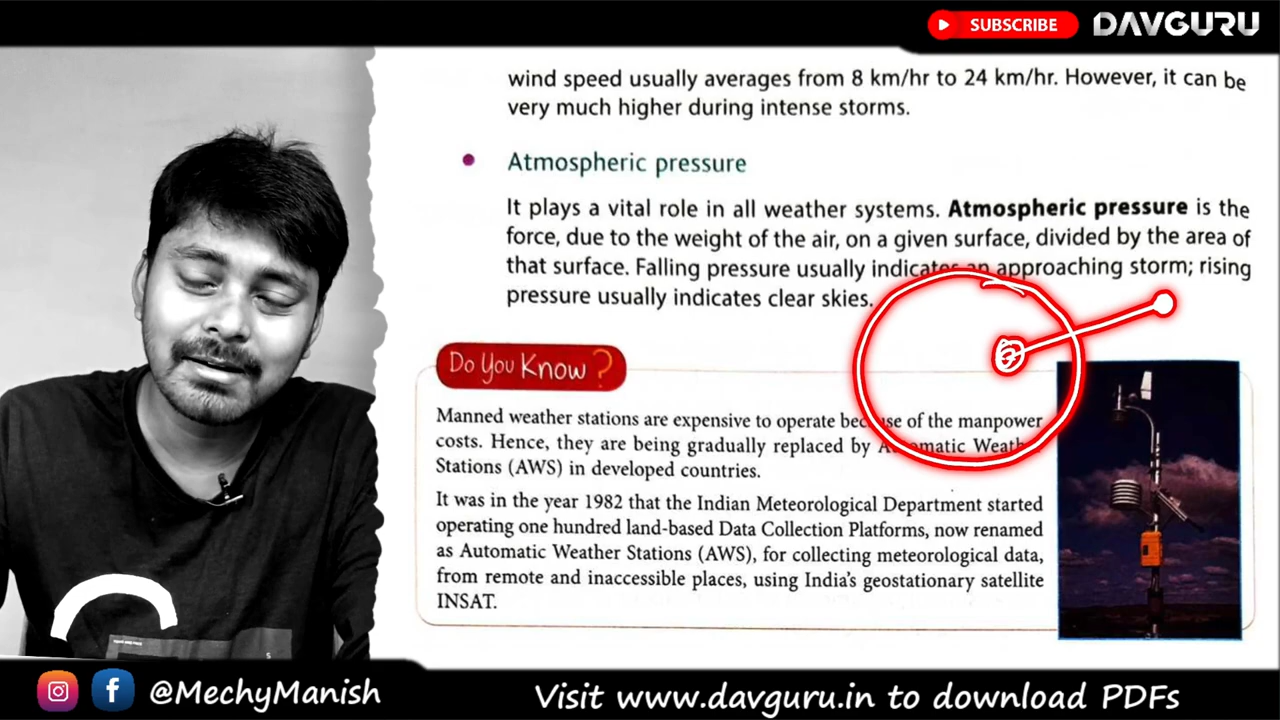 SUBSCRIBE DAVGURU
wind speed usually averages from 8 km/hr to 24 km/hr. However, it can be
very much higher during intense storms.
• Atmospheric pressure
It plays a vital role in all weather systems. Atmospheric pressure is the
force, due to the weight of the air, on a given surface, divided by the area of
that surface. Falling pressure usually indicates an approaching storm; rising
pressure usually indicates clear skies.
Do You Know ?
Manned weather stations are expensive to operate because of the manpower
costs. Hence, they are being gradually replaced by Automatic Weather
Stations (AWS) in developed countries.
It was in the year 1982 that the Indian Meteorological Department started
operating one hundred land-based Data Collection Platforms, now renamed
as Automatic Weather Stations (AWS), for collecting meteorological data,
from remote and inaccessible places, using India's geostationary satellite
INSAT.
@MechyManish Visit www.davguru.in to download PDFs